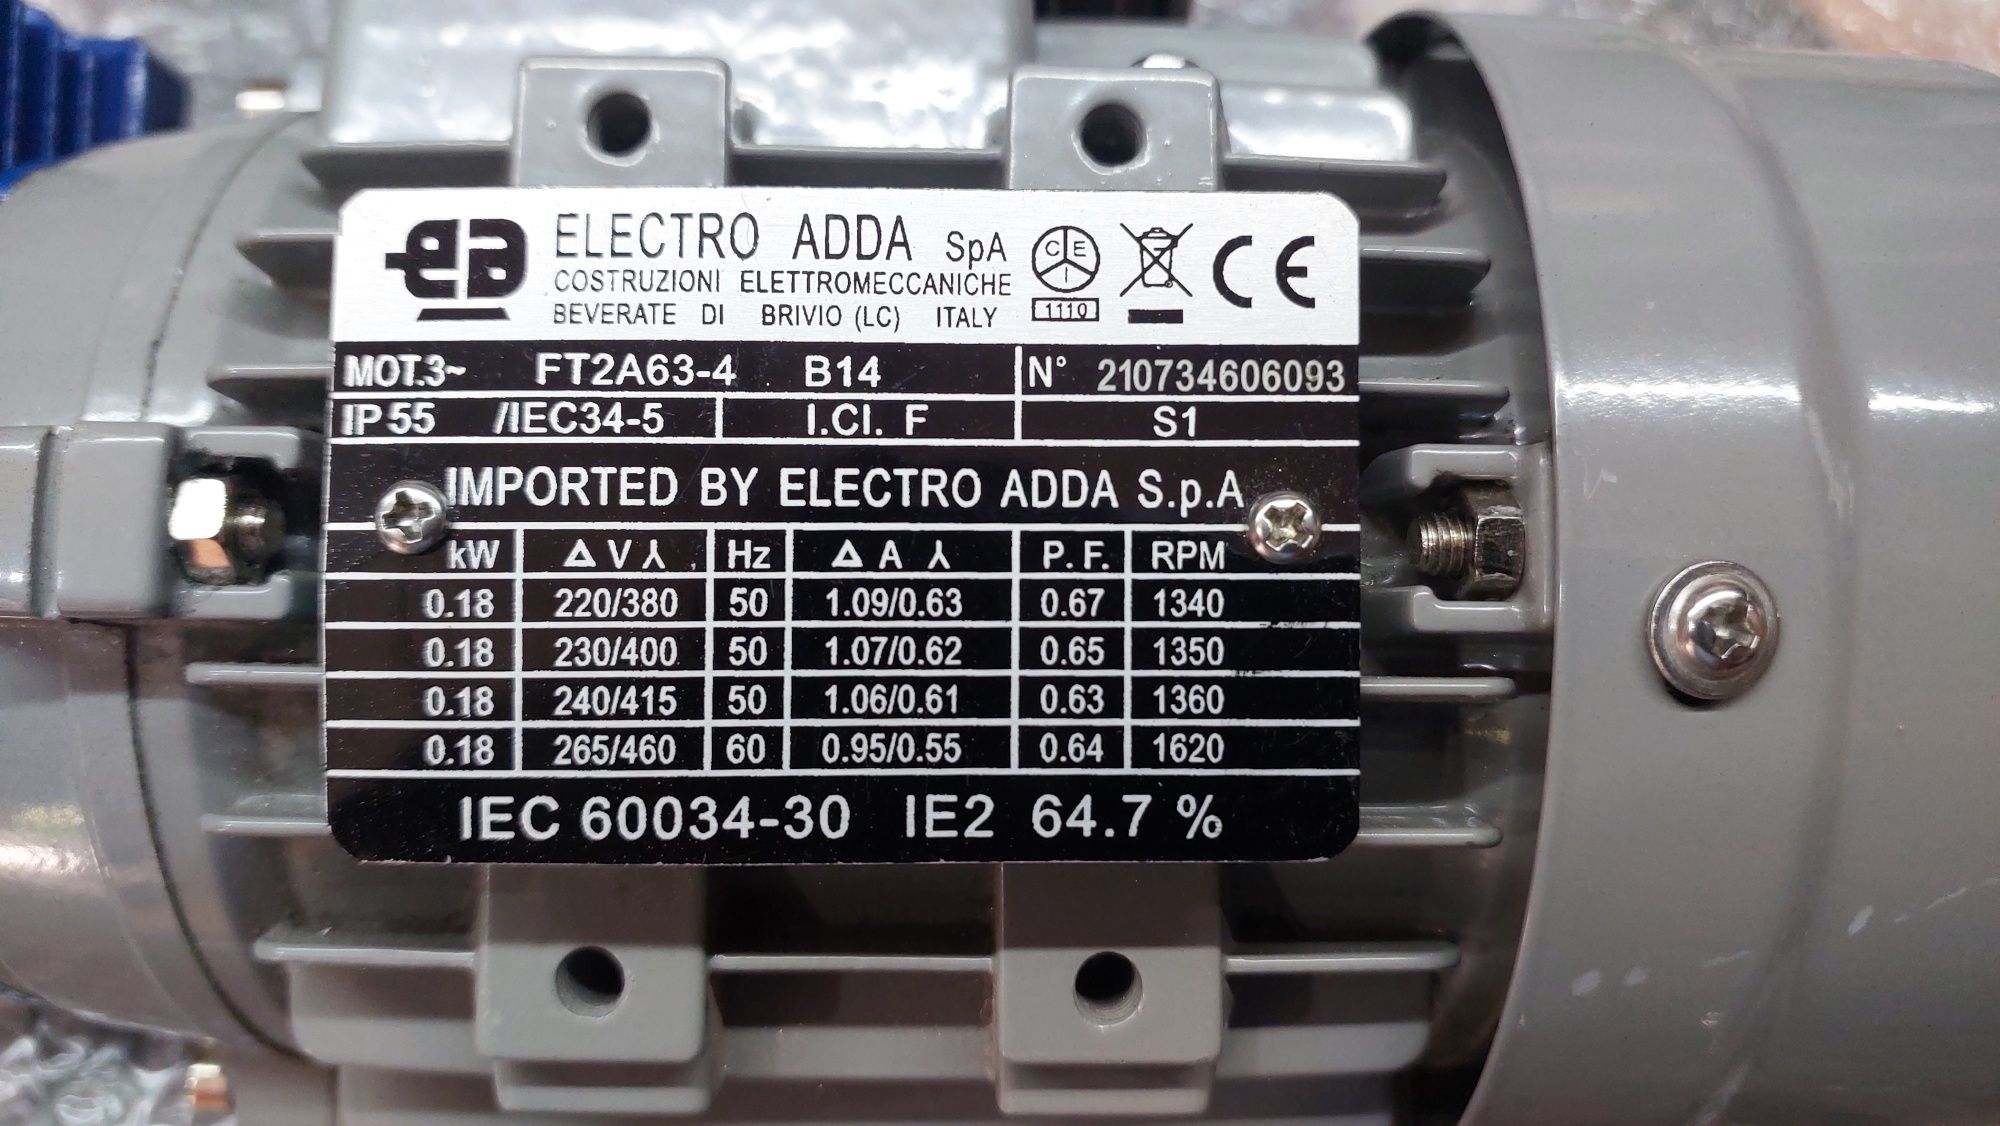 ea ELECTRO ADDA SpA
COSTRUZIONI ELETTROMECCANICHE
BEVERATE DI BRIVIO (LC) ITALY
C E I
1110
CE
MOT.3~ FT2A63-4 B14 N° 210734606093
IP 55 /IEC34-5 I.Cl. F S1
IMPORTED BY ELECTRO ADDA S.p.A
kW Δ V ⅄ Hz Δ A ⅄ P.F. RPM
0.18 220/380 50 1.09/0.63 0.67 1340
0.18 230/400 50 1.07/0.62 0.65 1350
0.18 240/415 50 1.06/0.61 0.63 1360
0.18 265/460 60 0.95/0.55 0.64 1620
IEC 60034-30 IE2 64.7 %